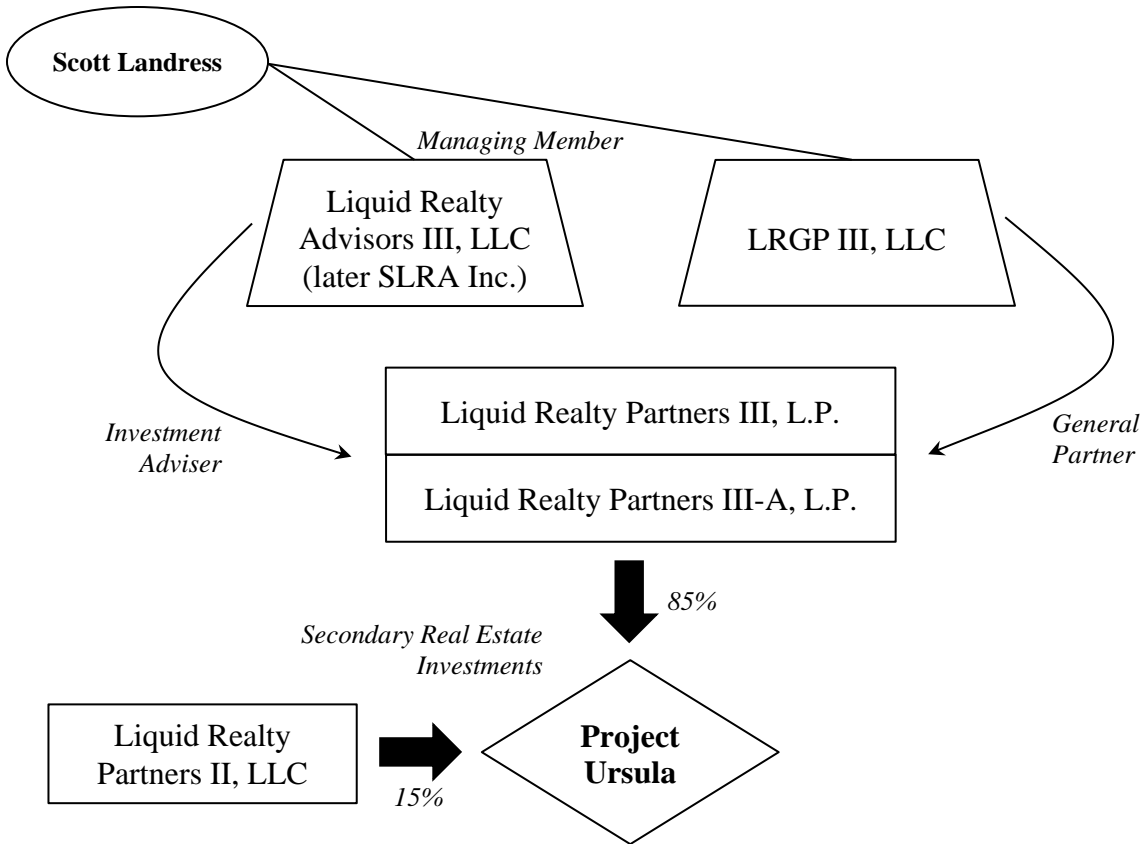 Scott Landress
Managing Member
Liquid Realty
Advisors III, LLC
(later SLRA Inc.)
LRGP III, LLC
Investment
Adviser
Liquid Realty Partners III, L.P.
Liquid Realty Partners III-A, L.P.
General
Partner
85%
Secondary Real Estate
Investments
Liquid Realty
Partners II, LLC
15%
Project
Ursula